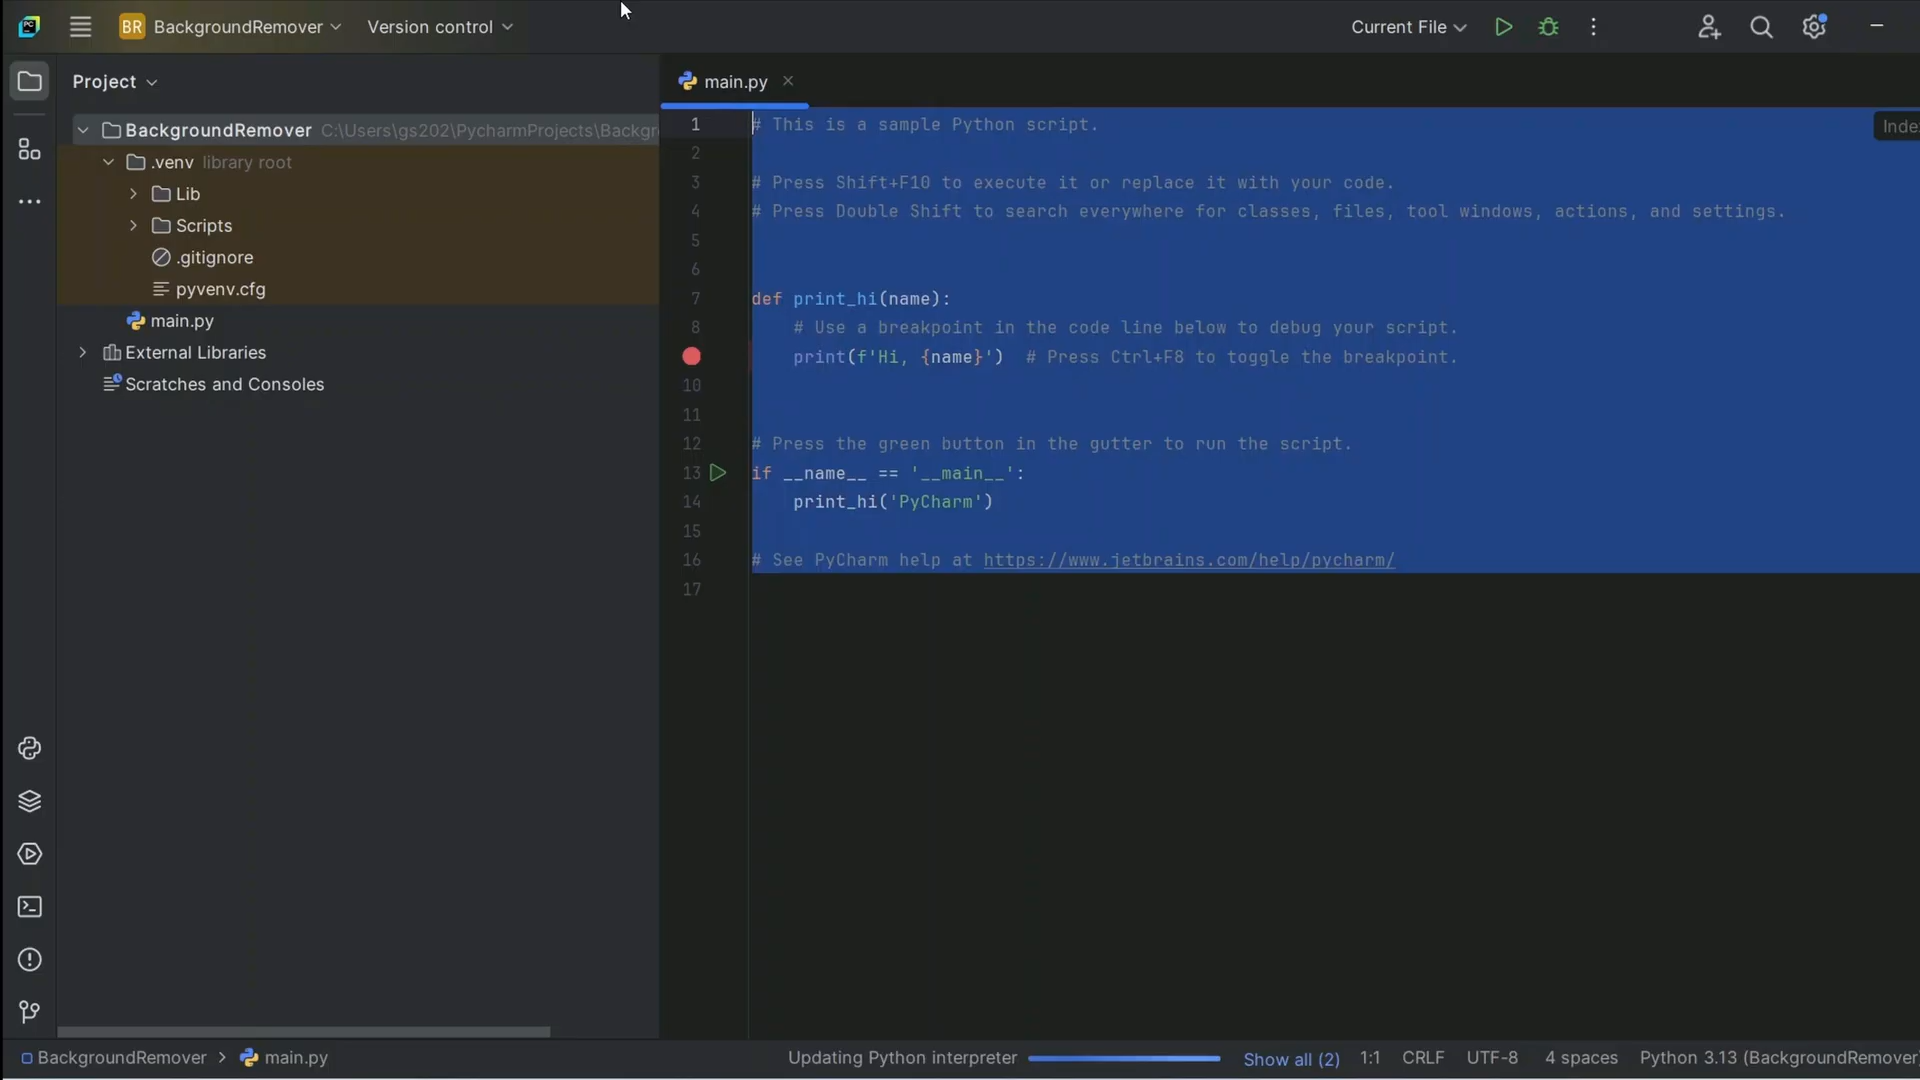 BR BackgroundRemover Version control Current File
Project
main.py
BackgroundRemover C:\Users\gs202\PycharmProjects\Backgr
.venv library root
Lib
Scripts
.gitignore
pyvenv.cfg
main.py
External Libraries
Scratches and Consoles
1 # This is a sample Python script.
Inde
2
3 # Press Shift+F10 to execute it or replace it with your code.
4 # Press Double Shift to search everywhere for classes, files, tool windows, actions, and settings.
5
6
7 def print_hi(name):
8 # Use a breakpoint in the code line below to debug your script.
print(f'Hi, {name}') # Press Ctrl+F8 to toggle the breakpoint.
10
11
12 # Press the green button in the gutter to run the script.
13 if __name__ == '__main__':
14 print_hi('PyCharm')
15
16 # See PyCharm help at https://www.jetbrains.com/help/pycharm/
17
BackgroundRemover > main.py Updating Python interpreter Show all (2) 1:1 CRLF UTF-8 4 spaces Python 3.13 (BackgroundRemover